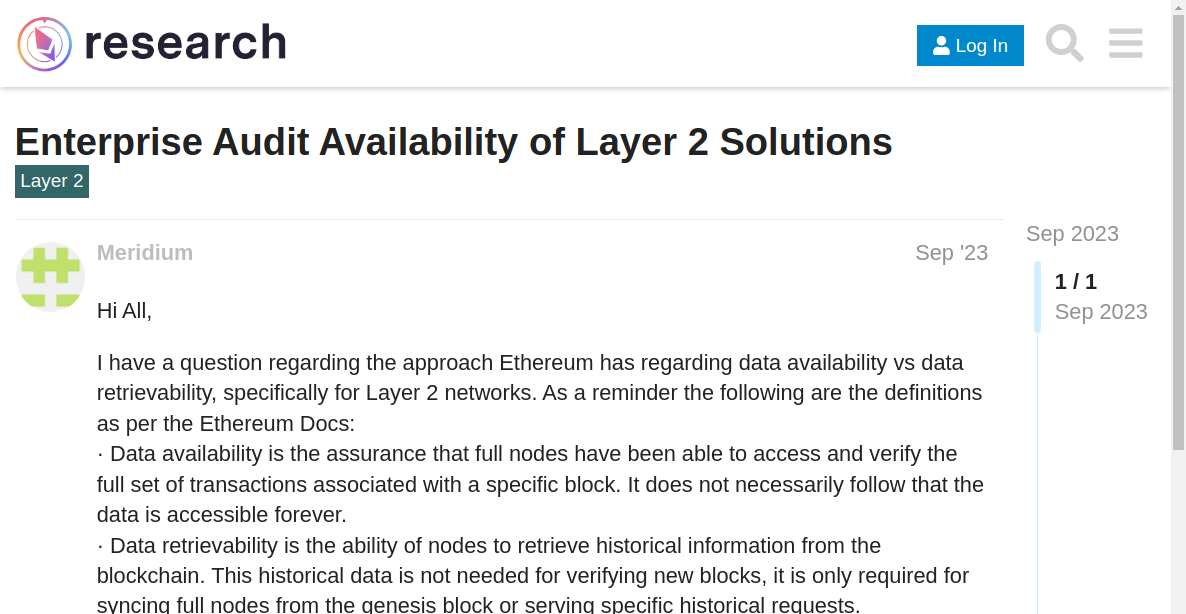 research
Log In
Enterprise Audit Availability of Layer 2 Solutions
Layer 2
Meridium
Sep '23
Sep 2023
1 / 1
Sep 2023
Hi All,
I have a question regarding the approach Ethereum has regarding data availability vs data
retrievability, specifically for Layer 2 networks. As a reminder the following are the definitions
as per the Ethereum Docs:
· Data availability is the assurance that full nodes have been able to access and verify the
full set of transactions associated with a specific block. It does not necessarily follow that the
data is accessible forever.
· Data retrievability is the ability of nodes to retrieve historical information from the
blockchain. This historical data is not needed for verifying new blocks, it is only required for
syncing full nodes from the genesis block or serving specific historical requests.